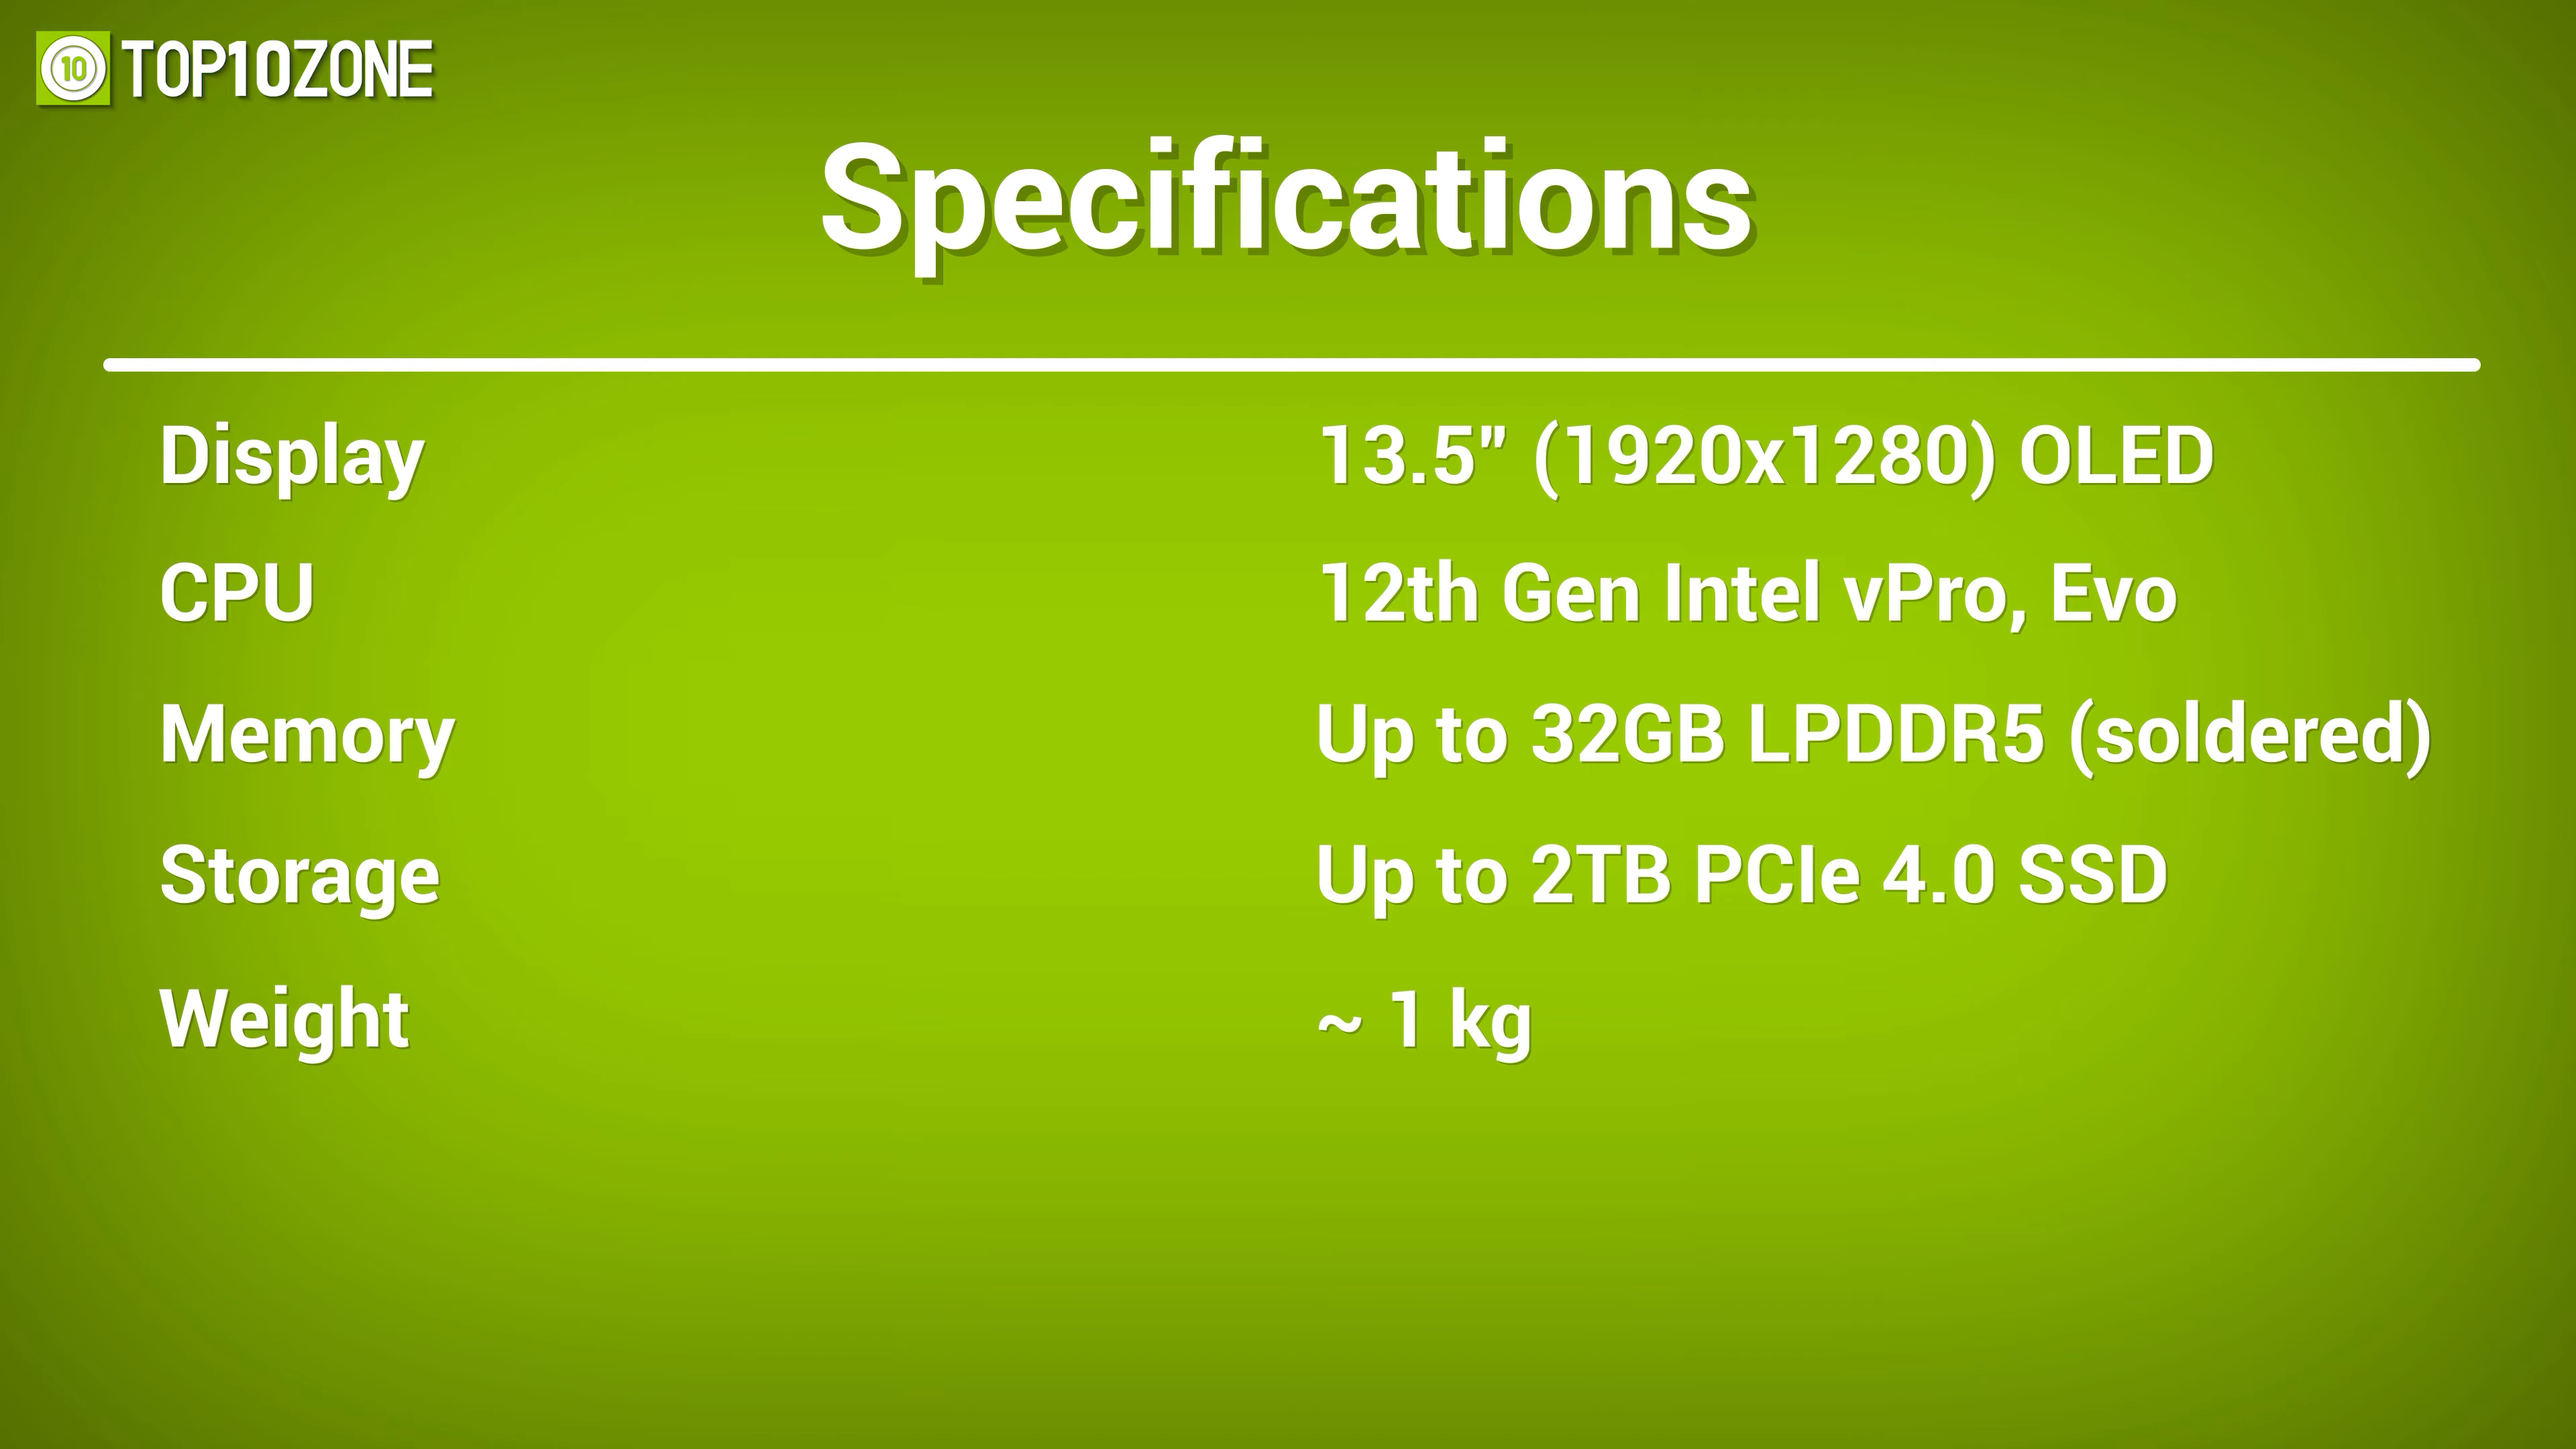 10 TOP10ZONE
Specifications
Display 13.5" (1920x1280) OLED
CPU 12th Gen Intel vPro, Evo
Memory Up to 32GB LPDDR5 (soldered)
Storage Up to 2TB PCIe 4.0 SSD
Weight ~ 1 kg